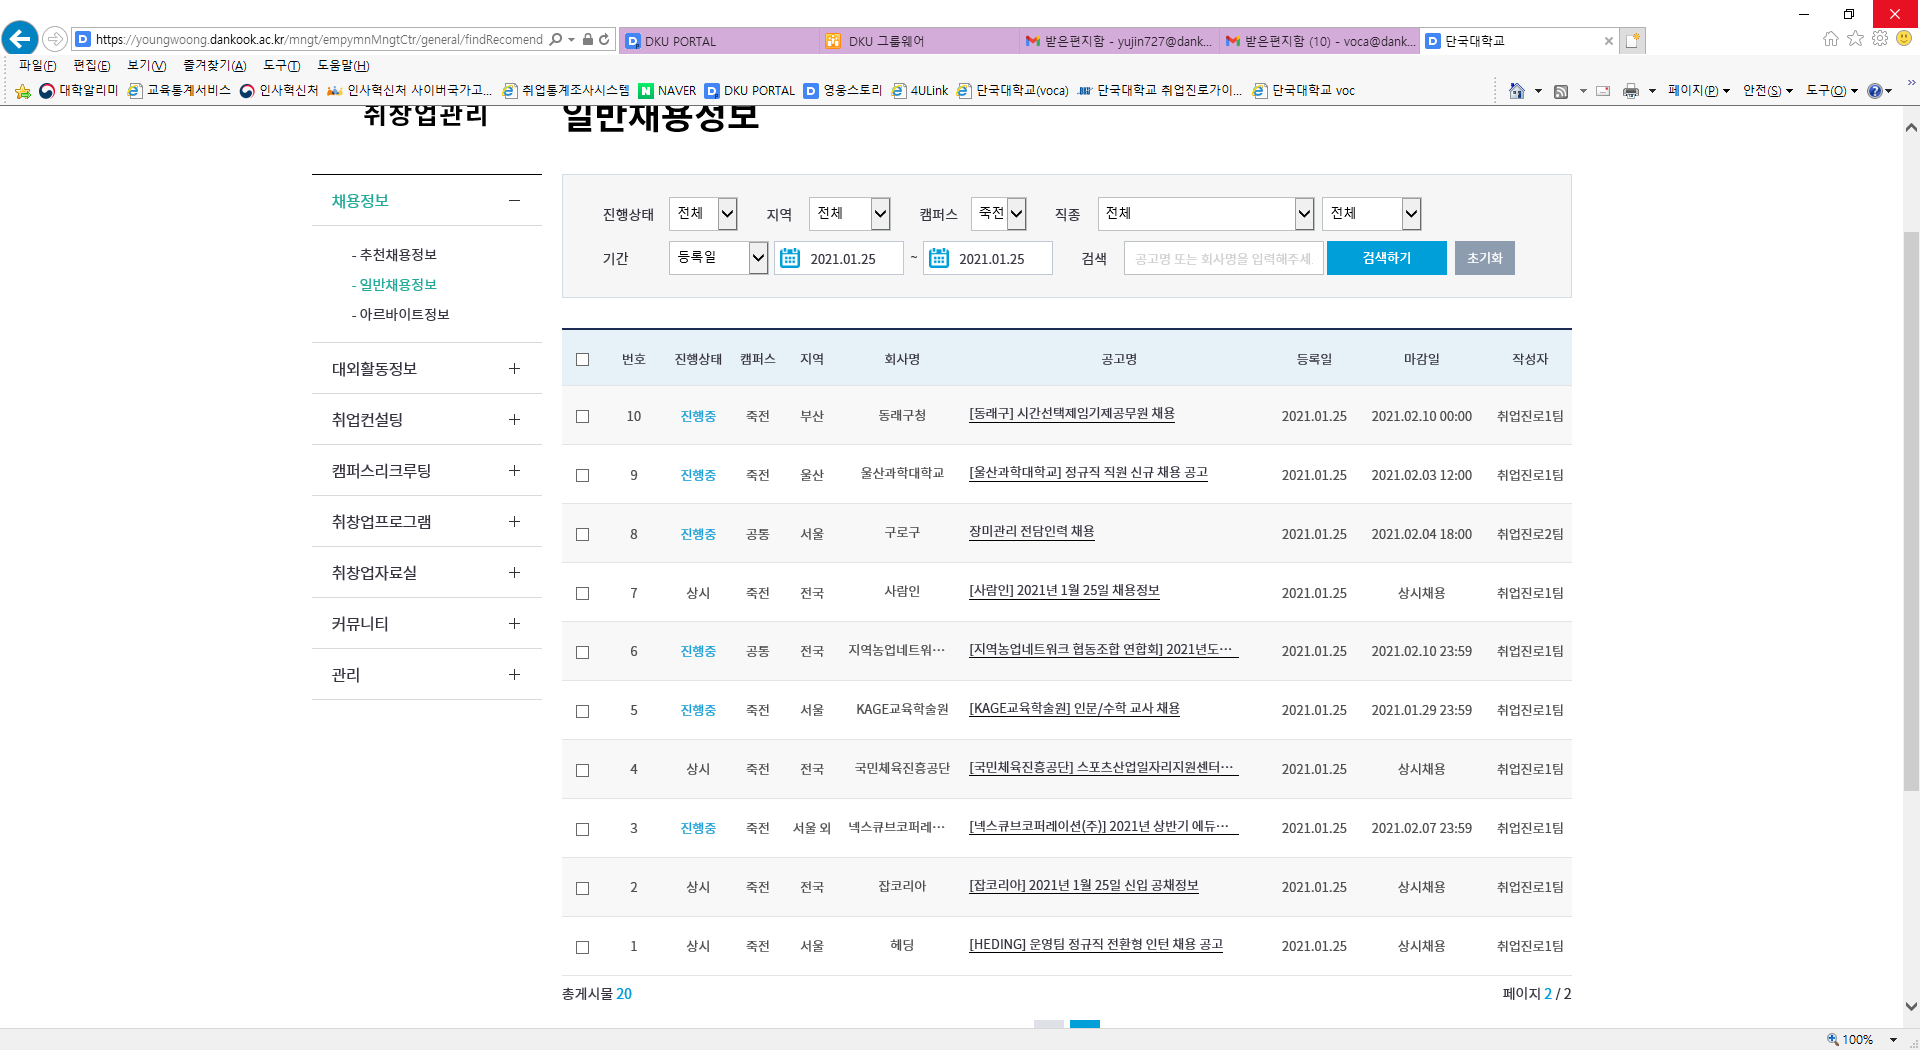 https://youngwoong.dankook.ac.kr/mngt/empymnMngtCtr/general/findRecomend
DKU PORTAL
DKU 그룹웨어
받은편지함 - yujin727@dank...
받은편지함 (10) - voca@dank...
단국대학교
파일(F) 편집(E) 보기(V) 즐겨찾기(A) 도구(T) 도움말(H)
대학알리미 교육통계서비스 인사혁신처 인사혁신처 사이버국가고... 취업통계조사시스템 NAVER DKU PORTAL 영웅스토리 4ULink 단국대학교(voca) 단국대학교 취업진로가이... 단국대학교 voc 페이지(P) 안전(S) 도구(O)
취창업관리
일반채용정보
채용정보
- 추천채용정보
- 일반채용정보
- 아르바이트정보
대외활동정보
취업컨설팅
캠퍼스리크루팅
취창업프로그램
취창업자료실
커뮤니티
관리
진행상태 전체 지역 전체 캠퍼스 죽전 직종 전체 전체
기간 등록일 2021.01.25 ~ 2021.01.25 검색 공고명 또는 회사명을 입력해주세. 검색하기 초기화
번호 진행상태 캠퍼스 지역 회사명 공고명 등록일 마감일 작성자
10 진행중 죽전 부산 동래구청 [동래구] 시간선택제임기제공무원 채용 2021.01.25 2021.02.10 00:00 취업진로1팀
9 진행중 죽전 울산 울산과학대학교 [울산과학대학교] 정규직 직원 신규 채용 공고 2021.01.25 2021.02.03 12:00 취업진로1팀
8 진행중 공통 서울 구로구 장미관리 전담인력 채용 2021.01.25 2021.02.04 18:00 취업진로2팀
7 상시 죽전 전국 사람인 [사람인] 2021년 1월 25일 채용정보 2021.01.25 상시채용 취업진로1팀
6 진행중 공통 전국 지역농업네트워... [지역농업네트워크 협동조합 연합회] 2021년도... 2021.01.25 2021.02.10 23:59 취업진로1팀
5 진행중 죽전 서울 KAGE교육학술원 [KAGE교육학술원] 인문/수학 교사 채용 2021.01.25 2021.01.29 23:59 취업진로1팀
4 상시 죽전 전국 국민체육진흥공단 [국민체육진흥공단] 스포츠산업일자리지원센터... 2021.01.25 상시채용 취업진로1팀
3 진행중 죽전 서울 외 넥스큐브코퍼레... [넥스큐브코퍼레이션(주)] 2021년 상반기 에듀... 2021.01.25 2021.02.07 23:59 취업진로1팀
2 상시 죽전 전국 잡코리아 [잡코리아] 2021년 1월 25일 신입 공채정보 2021.01.25 상시채용 취업진로1팀
1 상시 죽전 서울 헤딩 [HEDING] 운영팀 정규직 전환형 인턴 채용 공고 2021.01.25 상시채용 취업진로1팀
총게시물 20
페이지 2 / 2
100%